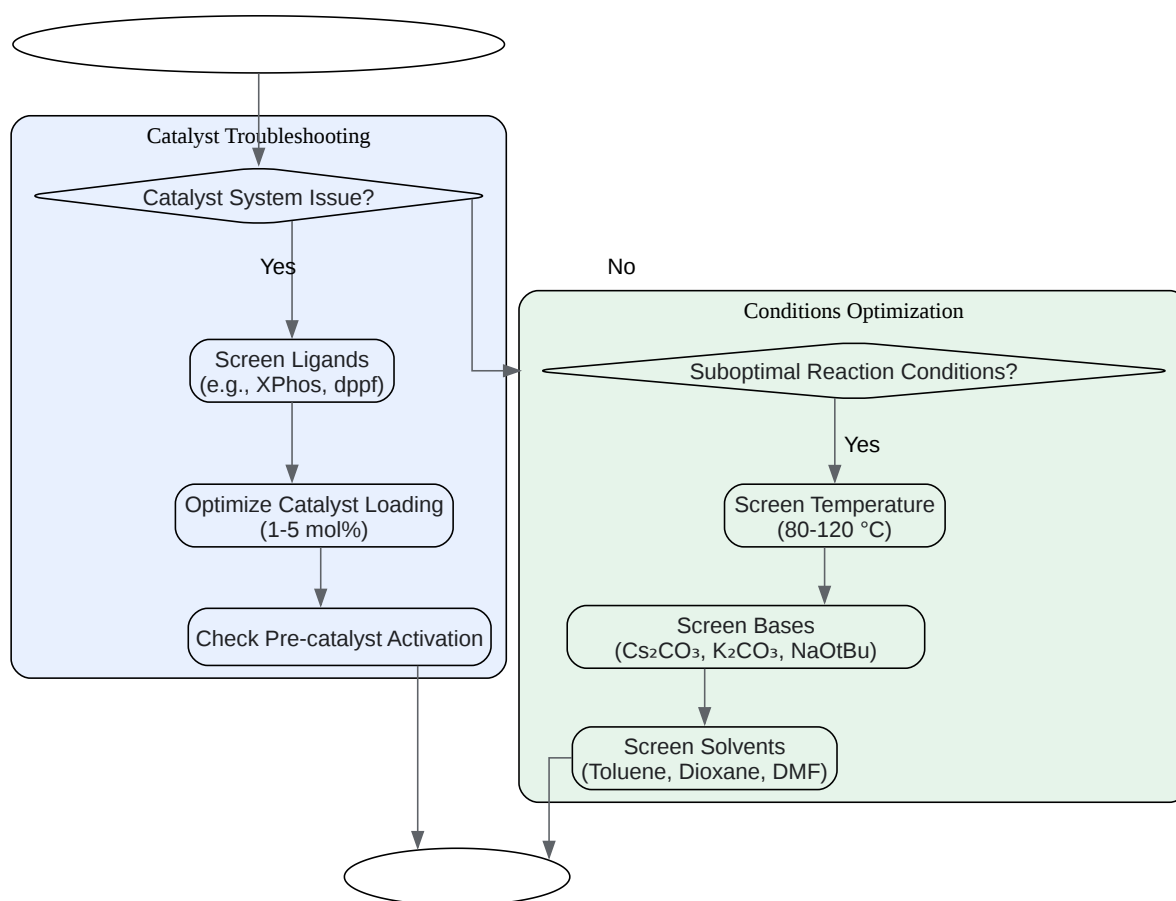 Catalyst Troubleshooting
Catalyst System Issue?
Yes
No
Screen Ligands
(e.g., XPhos, dppf)
Optimize Catalyst Loading
(1-5 mol%)
Check Pre-catalyst Activation
Conditions Optimization
Suboptimal Reaction Conditions?
Yes
Screen Temperature
(80-120 °C)
Screen Bases
(Cs₂CO₃, K₂CO₃, NaOtBu)
Screen Solvents
(Toluene, Dioxane, DMF)